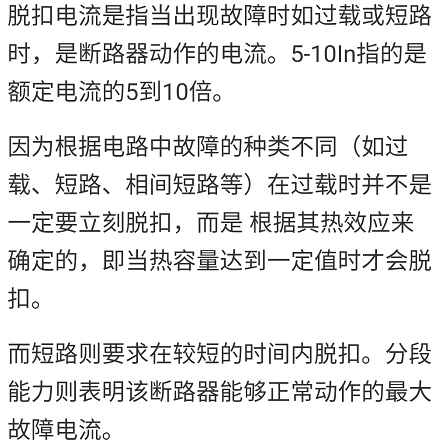 脱扣电流是指当出现故障时如过载或短路
时，是断路器动作的电流。5-10In指的是
额定电流的5到10倍。
因为根据电路中故障的种类不同（如过
载、短路、相间短路等）在过载时并不是
一定要立刻脱扣，而是 根据其热效应来
确定的，即当热容量达到一定值时才会脱
扣。
而短路则要求在较短的时间内脱扣。分段
能力则表明该断路器能够正常动作的最大
故障电流。